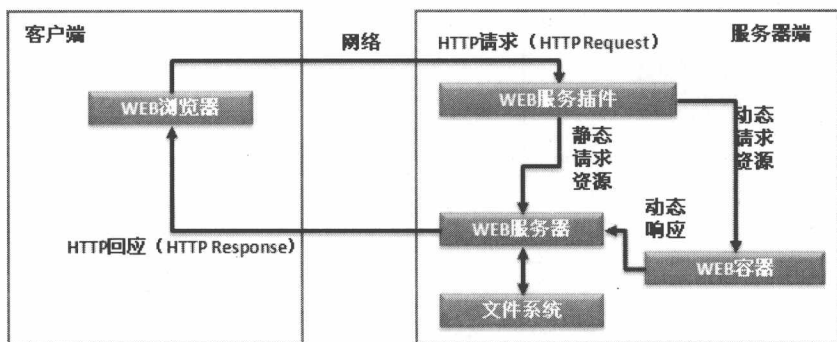 客户端
网络
HTTP请求（HTTP Request）
服务器端
WEB浏览器
WEB服务插件
动态
请求
资源
静态
请求
资源
WEB服务器
动态
响应
HTTP回应（HTTP Response）
WEB容器
文件系统